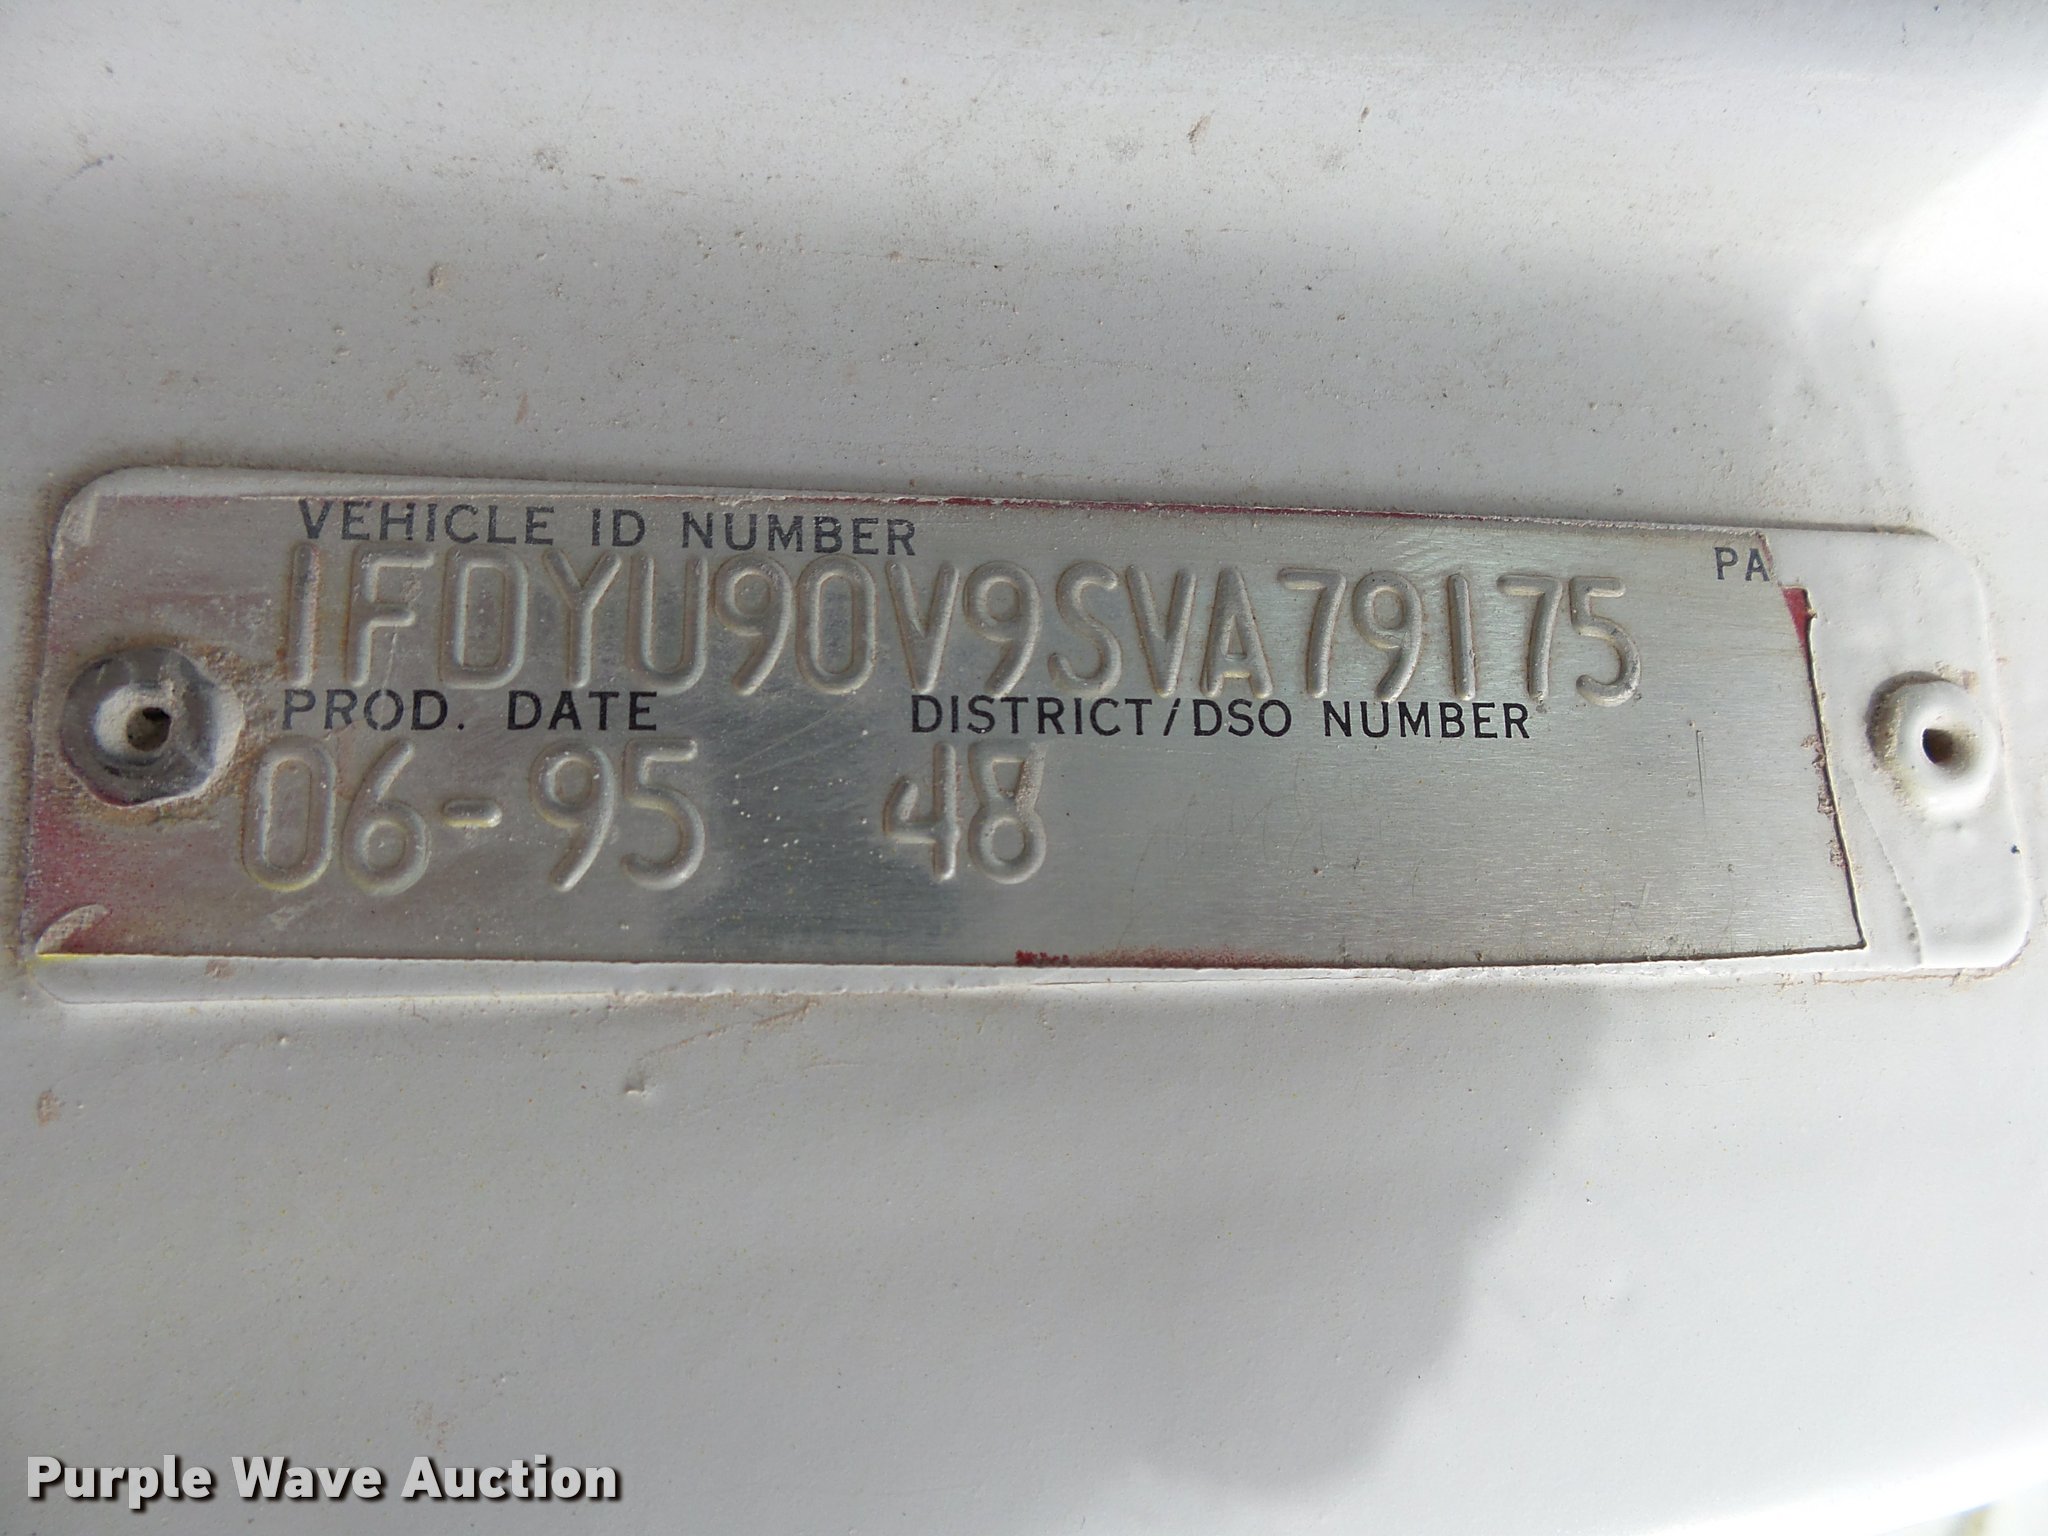 VEHICLE ID NUMBER
PA
1FDYU90V9SVA79175
PROD. DATE DISTRICT/DSO NUMBER
06-95 48
Purple Wave Auction